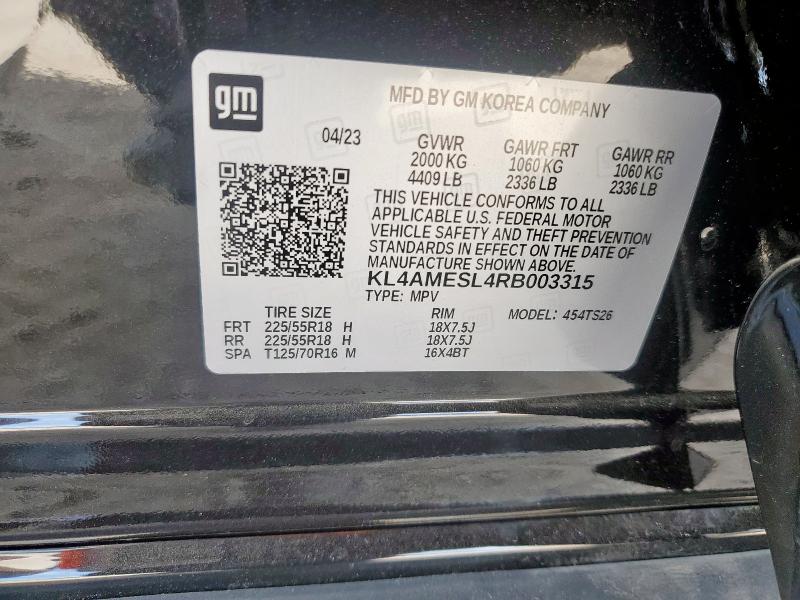 gm
MFD BY GM KOREA COMPANY
04/23 GVWR GAWR FRT GAWR RR
2000 KG 1060 KG 1060 KG
4409 LB 2336 LB 2336 LB
THIS VEHICLE CONFORMS TO ALL
APPLICABLE U.S. FEDERAL MOTOR
VEHICLE SAFETY AND THEFT PREVENTION
STANDARDS IN EFFECT ON THE DATE OF
MANUFACTURE SHOWN ABOVE.
KL4AMESL4RB003315
TYPE: MPV
TIRE SIZE RIM MODEL: 454TS26
FRT 225/55R18 H 18X7.5J
RR 225/55R18 H 18X7.5J
SPA T125/70R16 M 16X4BT